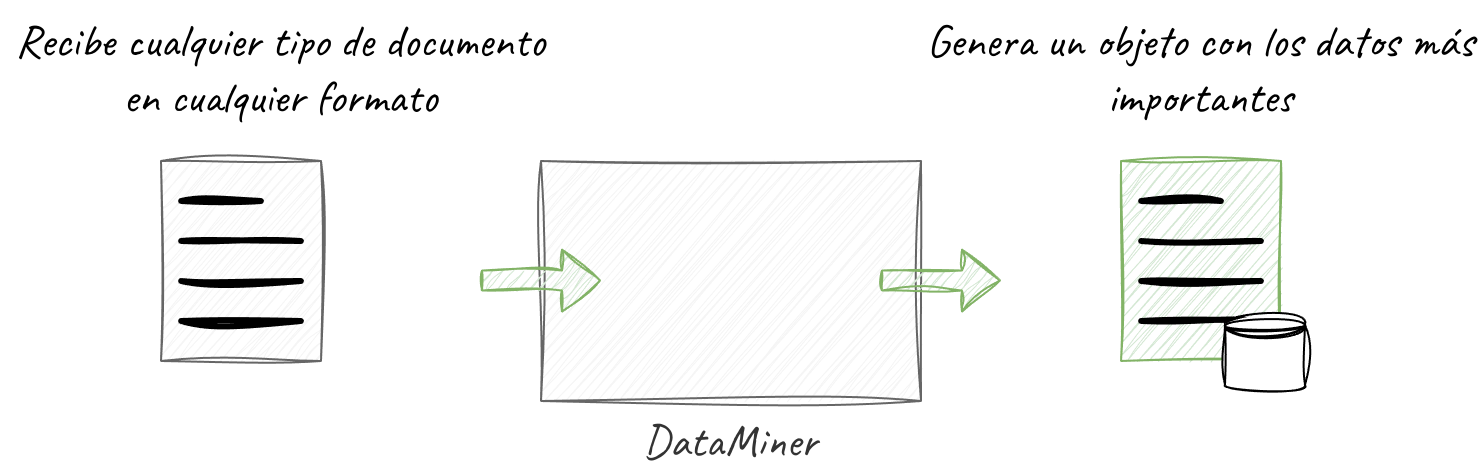 Recibe cualquier tipo de documento
en cualquier formato
Genera un objeto con los datos más
importantes
DataMiner